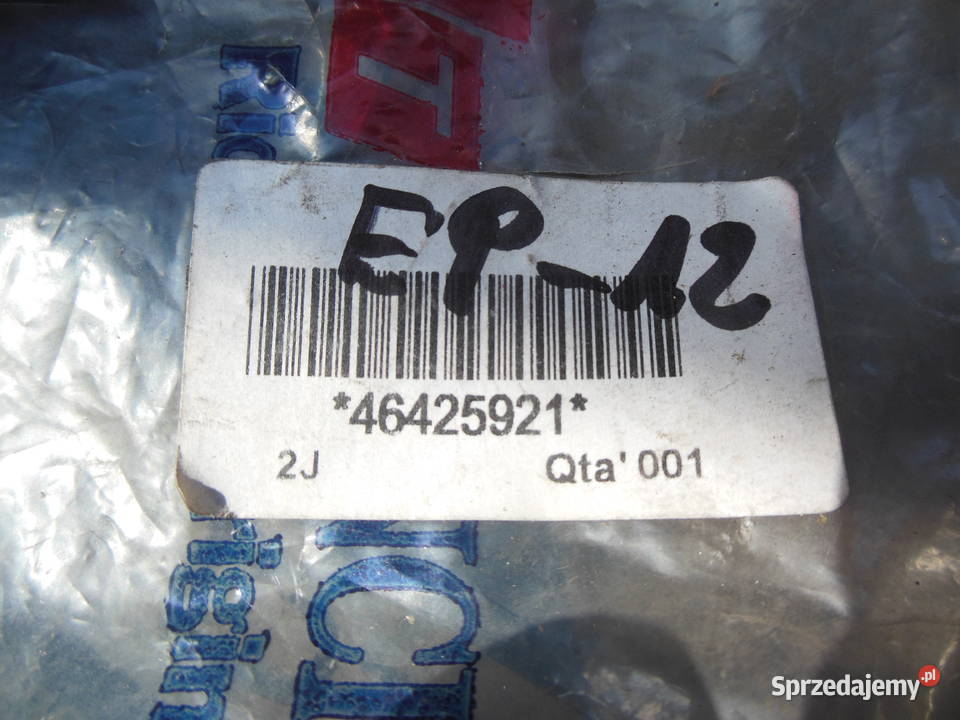 EP-12
*46425921*
2J Qta' 001
Sprzedajemy.pl